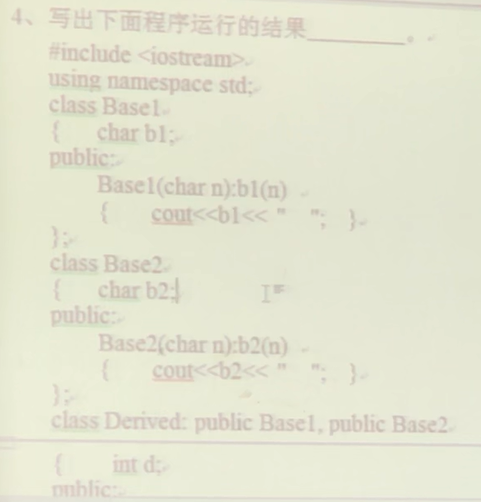 4、写出下面程序运行的结果________。
#include <iostream>
using namespace std;
class Base1
{ char b1;
public:
Base1(char n):b1(n)
{ cout<<b1<< " "; }
};
class Base2
{ char b2;
public:
Base2(char n):b2(n)
{ cout<<b2<< " "; }
};
class Derived: public Base1, public Base2
{ int d;
public: